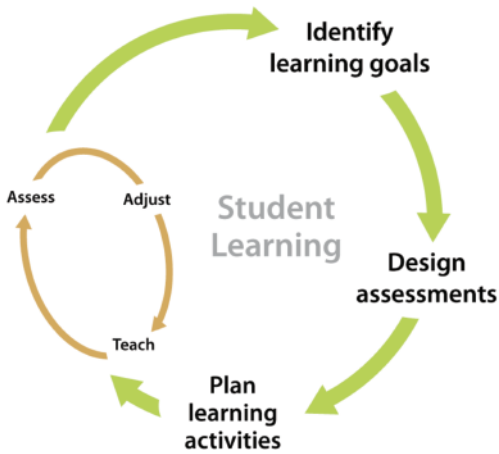 Identify
learning goals
Assess
Adjust
Student
Learning
Design
assessments
Teach
Plan
learning
activities